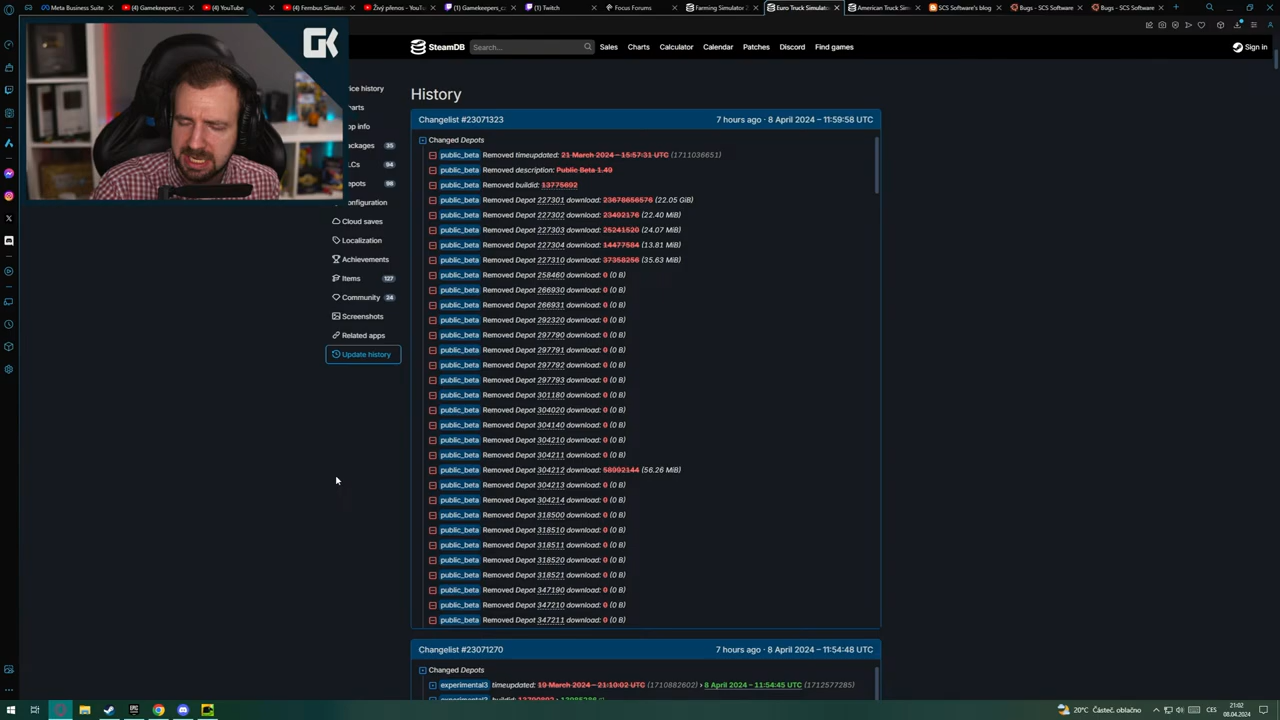 Meta Business Suite
(4) Gamekeepers_c
(4) YouTube
(4) Fernbus Simulat
Živý přenos – YouT
Gamekeepers_c
(1) Twitch
Focus Forums
Farming Simulator 2
Euro Truck Simulato
American Truck Sim
SCS Software's blog
Bugs - SCS Softwar
Bugs - SCS Softwar
GK
SteamDB
Search...
Sales
Charts
Calculator
Calendar
Patches
Discord
Find games
Sign in
ice history
arts
pp info
ackages 35
LCs 94
epots 98
onfiguration
Cloud saves
Localization
Achievements
Items 127
Community 24
Screenshots
Related apps
Update history
History
Changelist #23071323
7 hours ago · 8 April 2024 – 11:59:58 UTC
Changed Depots
public_beta Removed timeupdated: 21 March 2024 – 15:57:31 UTC (1711036651)
public_beta Removed description: Public Beta 1.49
public_beta Removed buildid: 13775692
public_beta Removed Depot 227301 download: 23678656576 (22.05 GiB)
public_beta Removed Depot 227302 download: 23492176 (22.40 MiB)
public_beta Removed Depot 227303 download: 25241520 (24.07 MiB)
public_beta Removed Depot 227304 download: 14477584 (13.81 MiB)
public_beta Removed Depot 227310 download: 37358256 (35.63 MiB)
public_beta Removed Depot 258460 download: 0 (0 B)
public_beta Removed Depot 266930 download: 0 (0 B)
public_beta Removed Depot 266931 download: 0 (0 B)
public_beta Removed Depot 292320 download: 0 (0 B)
public_beta Removed Depot 297790 download: 0 (0 B)
public_beta Removed Depot 297791 download: 0 (0 B)
public_beta Removed Depot 297792 download: 0 (0 B)
public_beta Removed Depot 297793 download: 0 (0 B)
public_beta Removed Depot 301180 download: 0 (0 B)
public_beta Removed Depot 304020 download: 0 (0 B)
public_beta Removed Depot 304140 download: 0 (0 B)
public_beta Removed Depot 304210 download: 0 (0 B)
public_beta Removed Depot 304211 download: 0 (0 B)
public_beta Removed Depot 304212 download: 58992144 (56.26 MiB)
public_beta Removed Depot 304213 download: 0 (0 B)
public_beta Removed Depot 304214 download: 0 (0 B)
public_beta Removed Depot 318500 download: 0 (0 B)
public_beta Removed Depot 318510 download: 0 (0 B)
public_beta Removed Depot 318511 download: 0 (0 B)
public_beta Removed Depot 318520 download: 0 (0 B)
public_beta Removed Depot 318521 download: 0 (0 B)
public_beta Removed Depot 347190 download: 0 (0 B)
public_beta Removed Depot 347210 download: 0 (0 B)
public_beta Removed Depot 347211 download: 0 (0 B)
Changelist #23071270
7 hours ago · 8 April 2024 – 11:54:48 UTC
Changed Depots
experimental3 timeupdated: 19 March 2024 – 21:10:02 UTC (1710882602) › 8 April 2024 – 11:54:45 UTC (1712577285)
20°C Částeč. oblačno
CES
21:02
08.04.2024